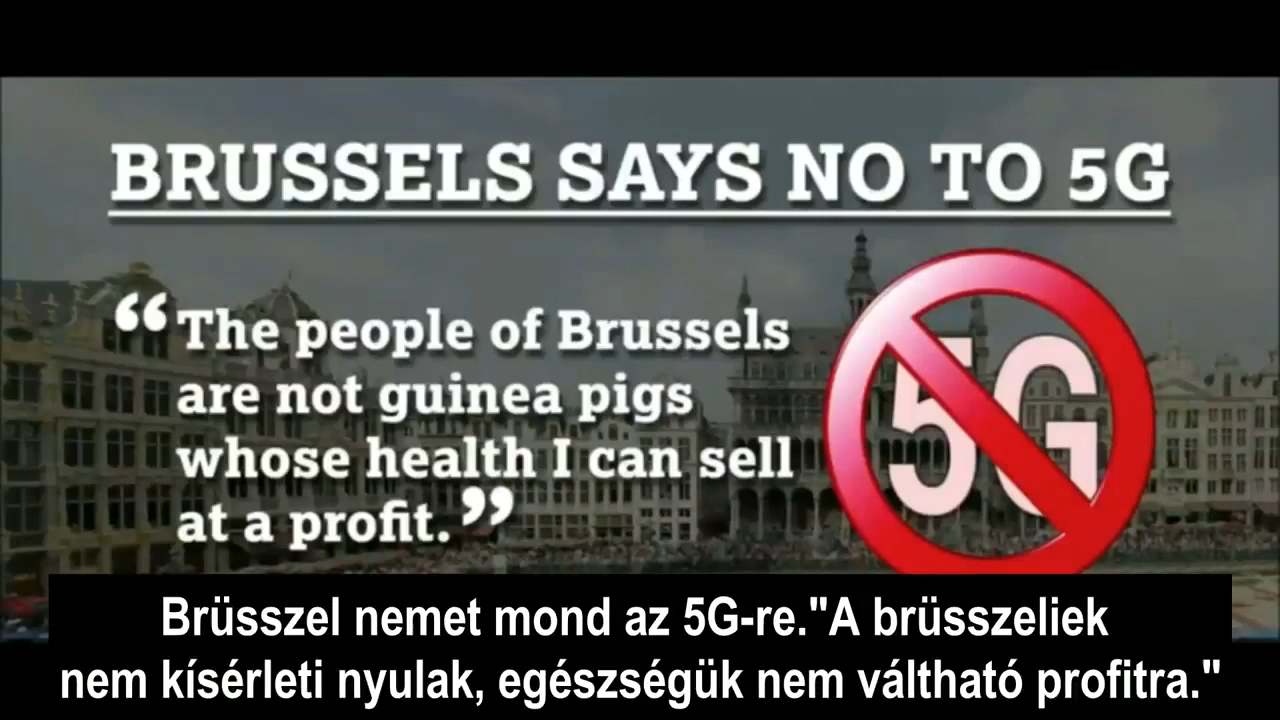 BRUSSELS SAYS NO TO 5G
“The people of Brussels
are not guinea pigs
whose health I can sell
at a profit.”
5G
Brüsszel nemet mond az 5G-re."A brüsszeliek
nem kísérleti nyulak, egészségük nem váltható profitra."